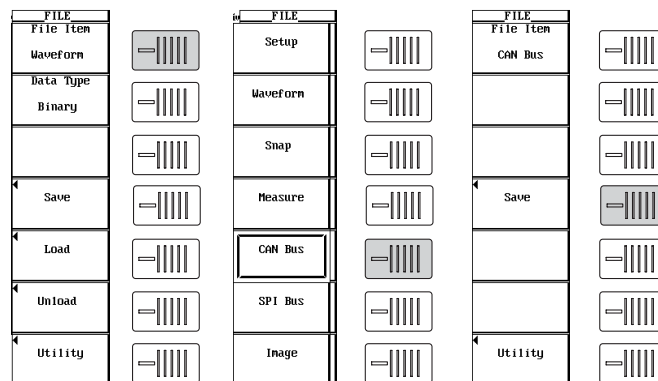 FILE
File Item
Waveform
Data Type
Binary
Save
Load
Unload
Utility
FILE
Setup
Waveform
Snap
Measure
CAN Bus
SPI Bus
Image
FILE
File Item
CAN Bus
Save
Utility